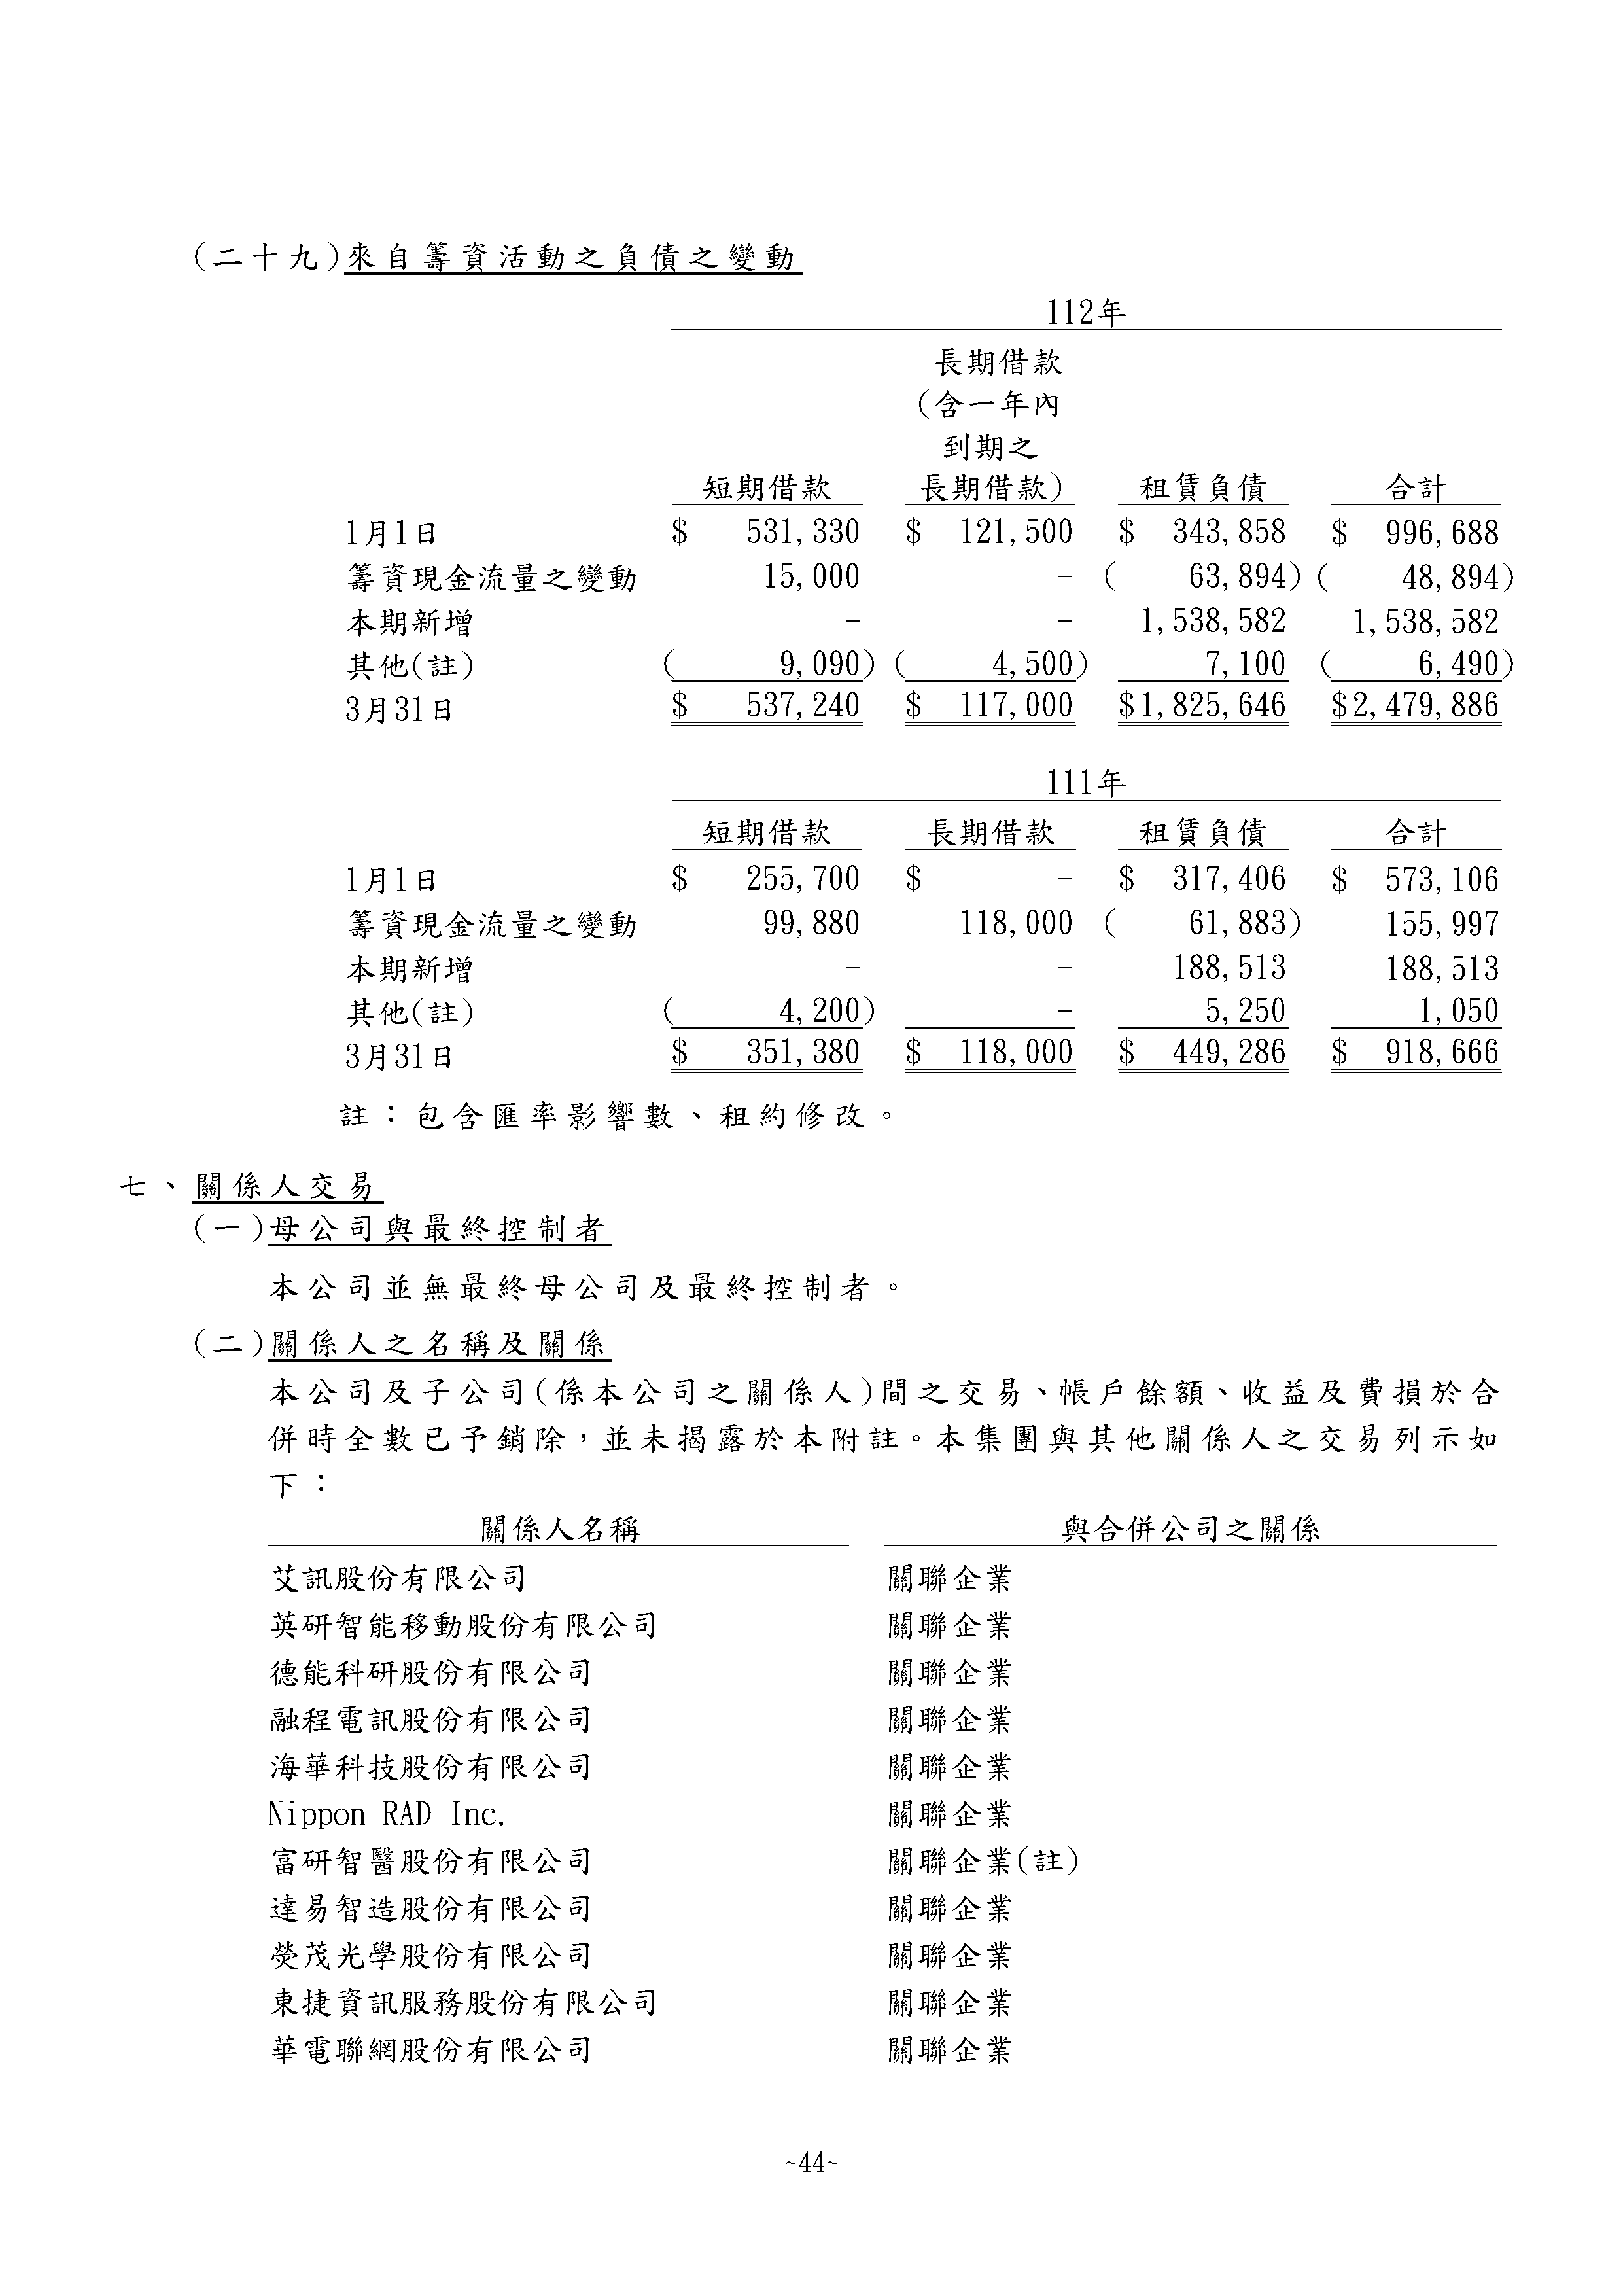 (二十九)來自籌資活動之負債之變動
112年
長期借款
(含一年內
到期之
短期借款 長期借款) 租賃負債 合計
1月1日 $ 531,330 $ 121,500 $ 343,858 $ 996,688
籌資現金流量之變動 15,000 - ( 63,894) ( 48,894)
本期新增 - - 1,538,582 1,538,582
其他(註) ( 9,090) ( 4,500) 7,100 ( 6,490)
3月31日 $ 537,240 $ 117,000 $1,825,646 $2,479,886
111年
短期借款 長期借款 租賃負債 合計
1月1日 $ 255,700 $ - $ 317,406 $ 573,106
籌資現金流量之變動 99,880 118,000 ( 61,883) 155,997
本期新增 - - 188,513 188,513
其他(註) ( 4,200) - 5,250 1,050
3月31日 $ 351,380 $ 118,000 $ 449,286 $ 918,666
註：包含匯率影響數、租約修改。
七、關係人交易
(一)母公司與最終控制者
本公司並無最終母公司及最終控制者。
(二)關係人之名稱及關係
本公司及子公司(係本公司之關係人)間之交易、帳戶餘額、收益及費損於合
併時全數已予銷除，並未揭露於本附註。本集團與其他關係人之交易列示如
下：
關係人名稱 與合併公司之關係
艾訊股份有限公司 關聯企業
英研智能移動股份有限公司 關聯企業
德能科研股份有限公司 關聯企業
融程電訊股份有限公司 關聯企業
海華科技股份有限公司 關聯企業
Nippon RAD Inc. 關聯企業
富研智醫股份有限公司 關聯企業(註)
達易智造股份有限公司 關聯企業
熒茂光學股份有限公司 關聯企業
東捷資訊服務股份有限公司 關聯企業
華電聯網股份有限公司 關聯企業
~44~